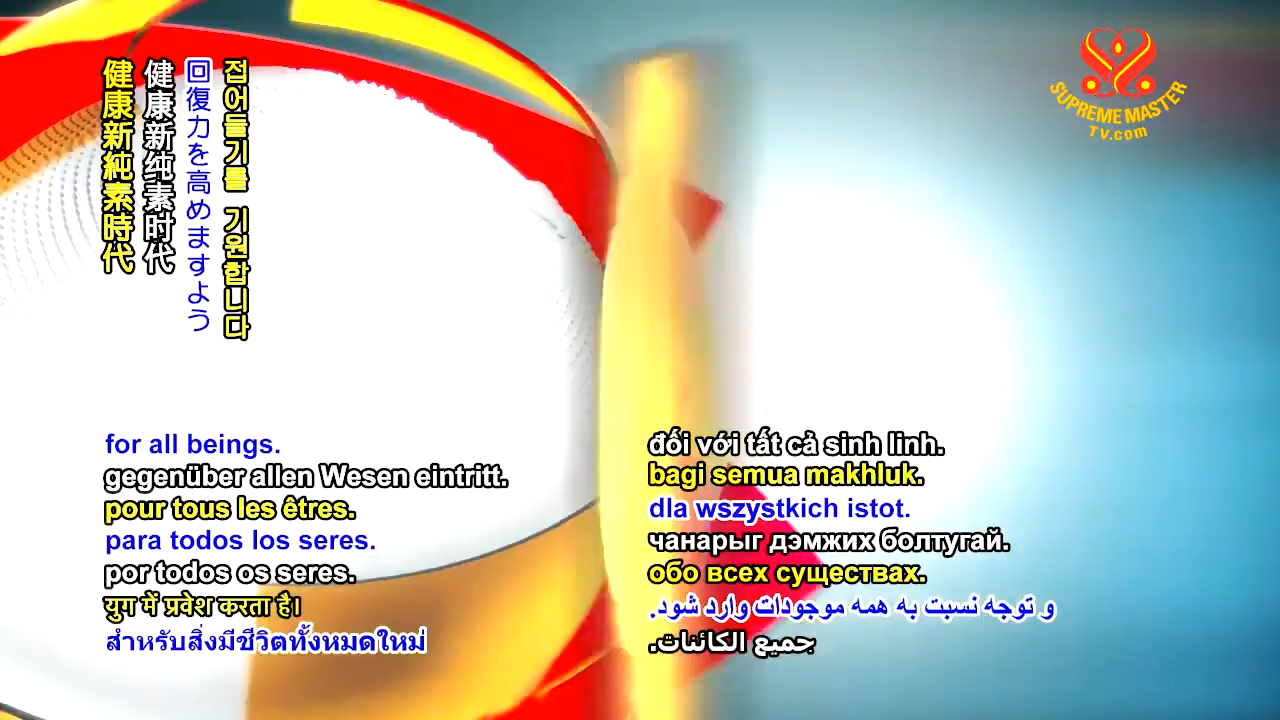 健康新純素時代
健康新纯素时代
回復力を高めますよう
접어들기를 기원합니다
SUPREME MASTER
TV.com
for all beings.
gegenüber allen Wesen eintritt.
pour tous les êtres.
para todos los seres.
por todos os seres.
युग में प्रवेश करता है।
สำหรับสิ่งมีชีวิตทั้งหมดใหม่
đối với tất cả sinh linh.
bagi semua makhluk.
dla wszystkich istot.
чанарыг дэмжих болтугай.
обо всех существах.
و توجه نسبت به همه موجودات وارد شود.
جميع الكائنات.